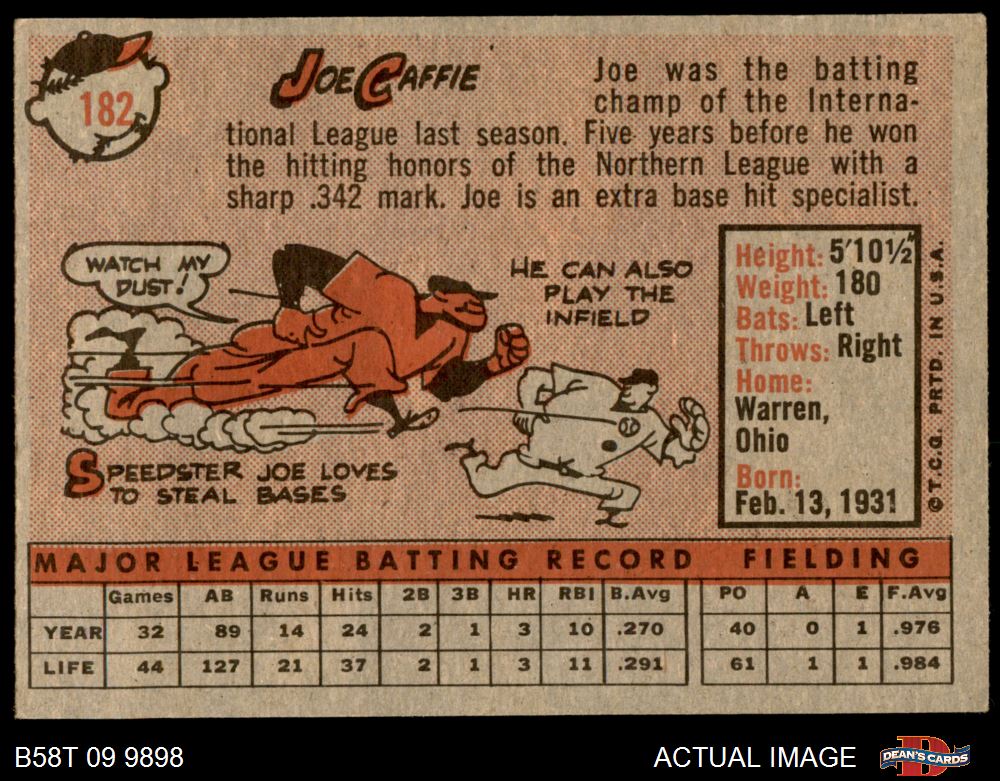 182
JOE CAFFIE
Joe was the batting
champ of the Interna-
tional League last season. Five years before he won
the hitting honors of the Northern League with a
sharp .342 mark. Joe is an extra base hit specialist.
WATCH MY
DUST!
HE CAN ALSO
PLAY THE
INFIELD
SPEEDSTER JOE LOVES
TO STEAL BASES
Height: 5'10½"
Weight: 180
Bats: Left
Throws: Right
Home:
Warren,
Ohio
Born:
Feb. 13, 1931
©T.C.G. PRTD. IN U.S.A.
MAJOR LEAGUE BATTING RECORD FIELDING
Games AB Runs Hits 2B 3B HR RBI B.Avg PO A E F.Avg
YEAR 32 89 14 24 2 1 3 10 .270 40 0 1 .976
LIFE 44 127 21 37 2 1 3 11 .291 61 1 1 .984
B58T 09 9898 ACTUAL IMAGE DEAN'S CARDS